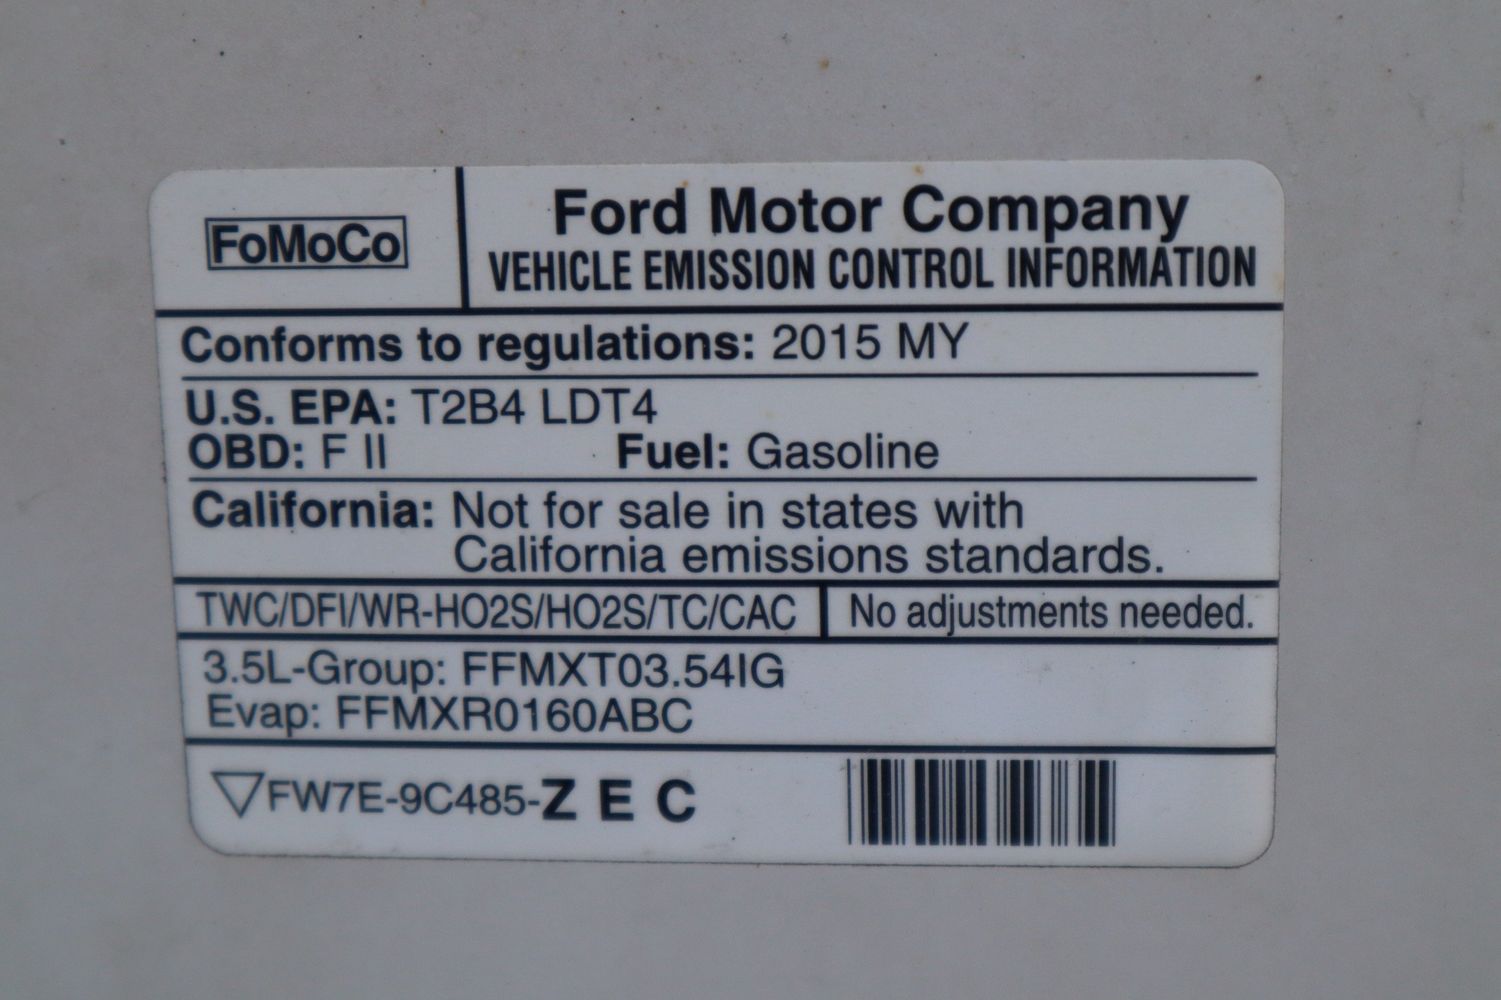 FoMoCo
Ford Motor Company
VEHICLE EMISSION CONTROL INFORMATION
Conforms to regulations: 2015 MY
U.S. EPA: T2B4 LDT4
OBD: F II Fuel: Gasoline
California: Not for sale in states with
California emissions standards.
TWC/DFI/WR-HO2S/HO2S/TC/CAC No adjustments needed.
3.5L-Group: FFMXT03.54IG
Evap: FFMXR0160ABC
FW7E-9C485-Z E C